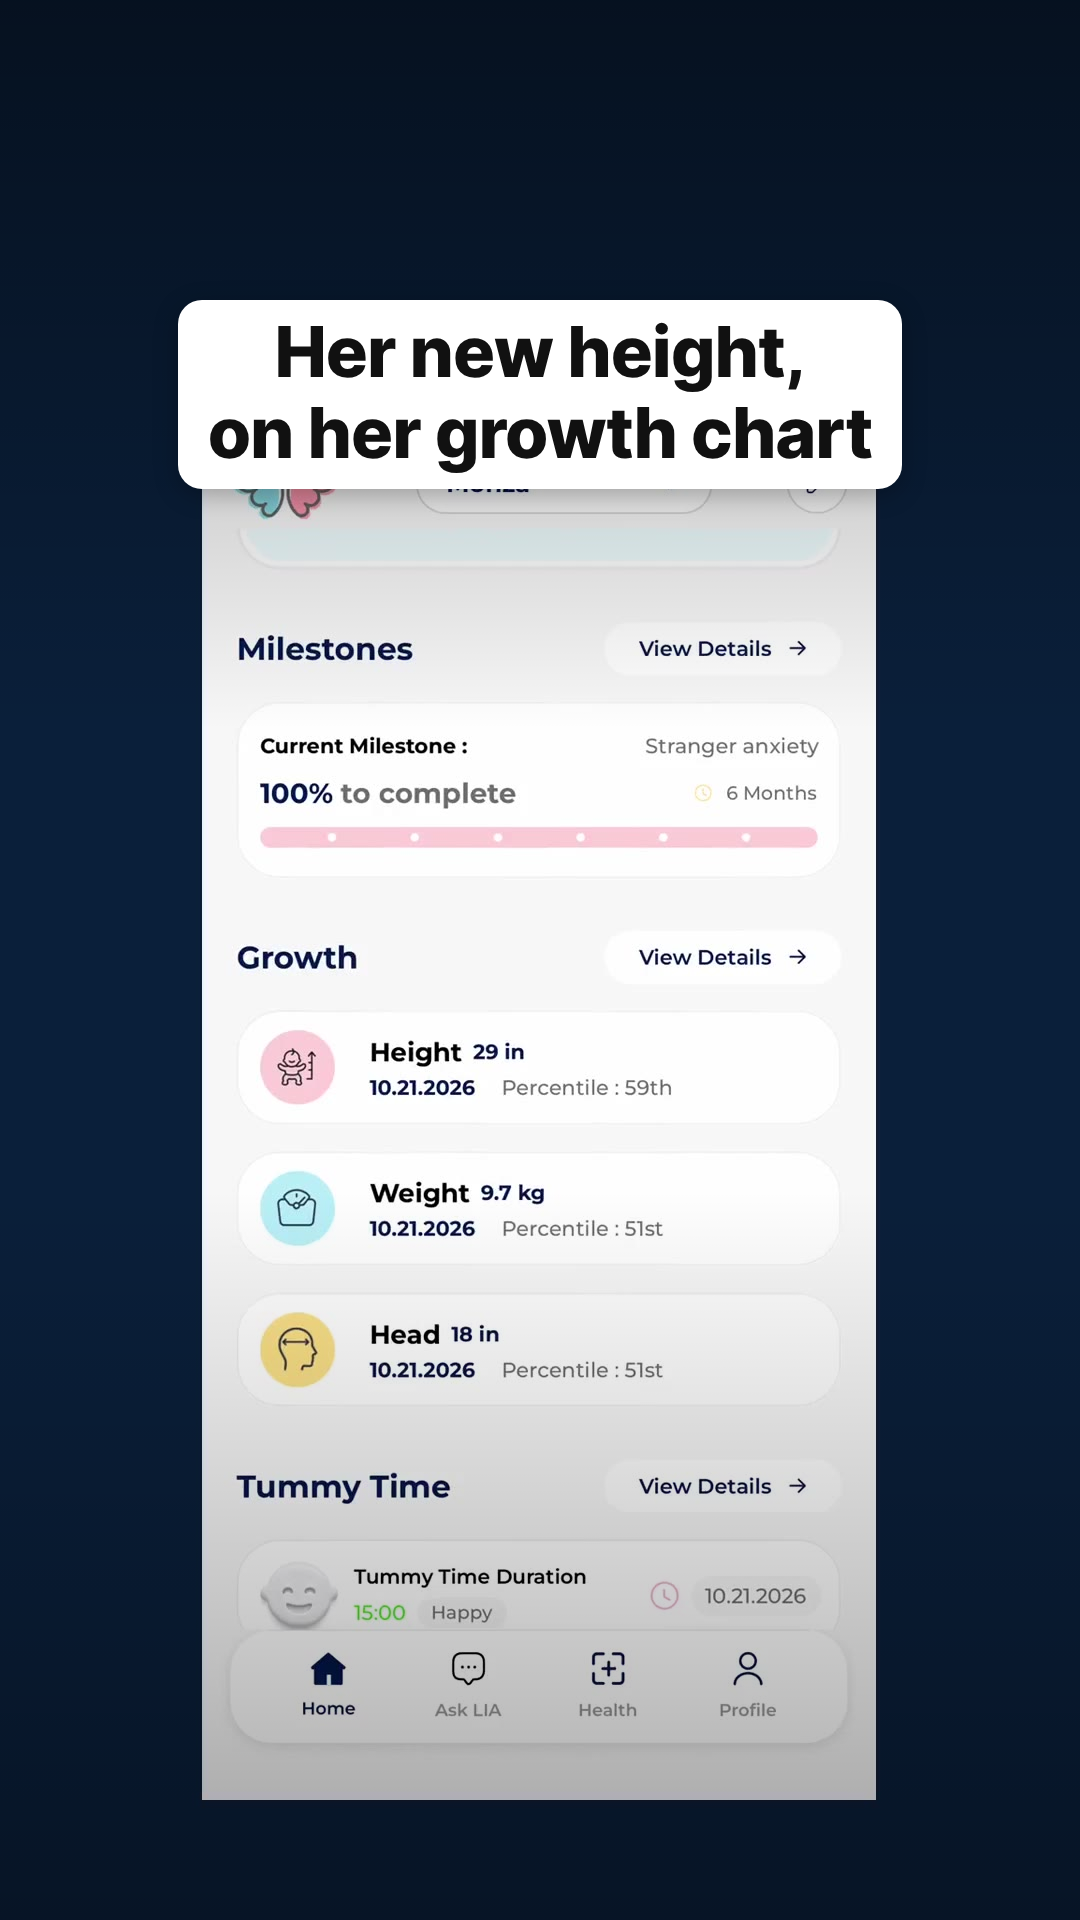 Her new height,
on her growth chart
Milestones
View Details
Current Milestone :
Stranger anxiety
100% to complete
6 Months
Growth
View Details
Height 29 in
10.21.2026 Percentile : 59th
Weight 9.7 kg
10.21.2026 Percentile : 51st
Head 18 in
10.21.2026 Percentile : 51st
Tummy Time
View Details
Tummy Time Duration
15:00 Happy
10.21.2026
Home
Ask LIA
Health
Profile